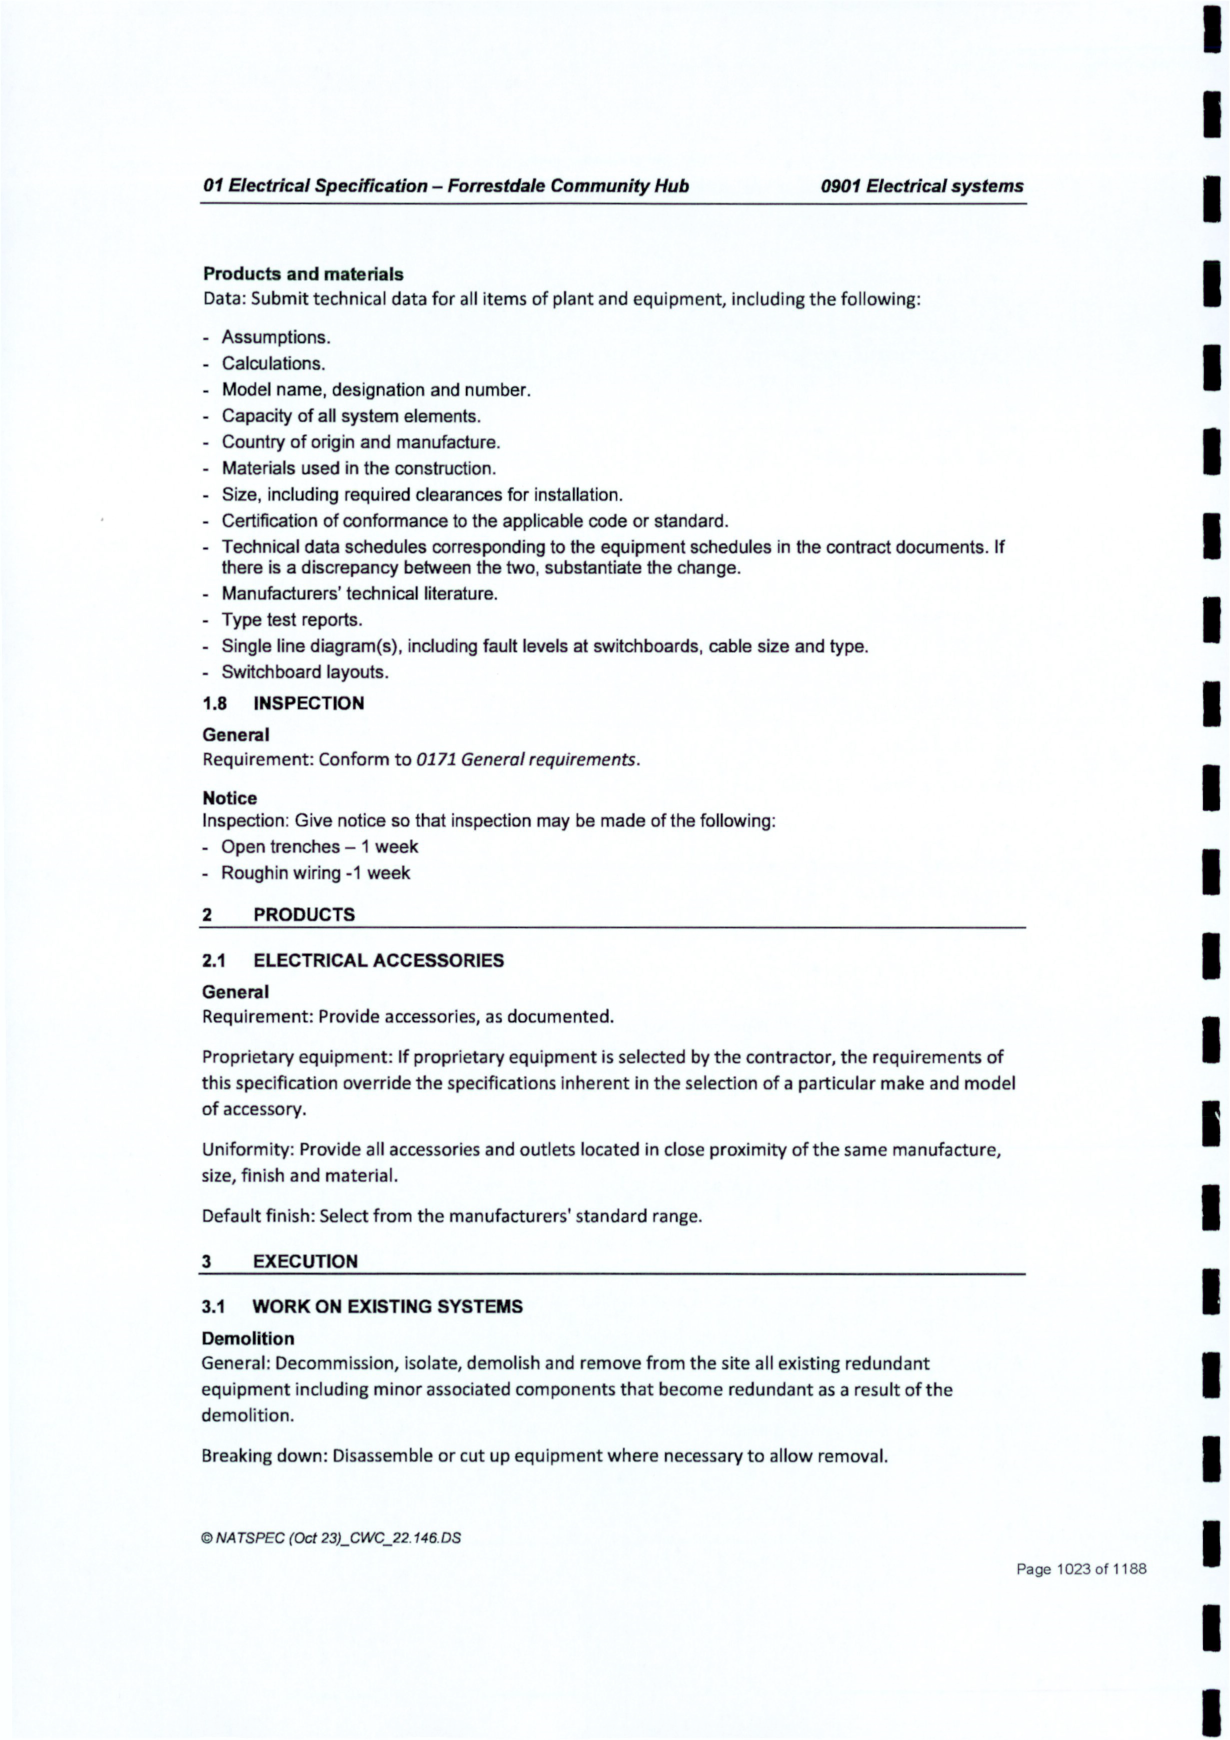 01 Electrical Specification – Forrestdale Community Hub 0901 Electrical systems
Products and materials
Data: Submit technical data for all items of plant and equipment, including the following:
- Assumptions.
- Calculations.
- Model name, designation and number.
- Capacity of all system elements.
- Country of origin and manufacture.
- Materials used in the construction.
- Size, including required clearances for installation.
- Certification of conformance to the applicable code or standard.
- Technical data schedules corresponding to the equipment schedules in the contract documents. If
there is a discrepancy between the two, substantiate the change.
- Manufacturers' technical literature.
- Type test reports.
- Single line diagram(s), including fault levels at switchboards, cable size and type.
- Switchboard layouts.
1.8 INSPECTION
General
Requirement: Conform to 0171 General requirements.
Notice
Inspection: Give notice so that inspection may be made of the following:
- Open trenches – 1 week
- Roughin wiring -1 week
2 PRODUCTS
2.1 ELECTRICAL ACCESSORIES
General
Requirement: Provide accessories, as documented.
Proprietary equipment: If proprietary equipment is selected by the contractor, the requirements of
this specification override the specifications inherent in the selection of a particular make and model
of accessory.
Uniformity: Provide all accessories and outlets located in close proximity of the same manufacture,
size, finish and material.
Default finish: Select from the manufacturers' standard range.
3 EXECUTION
3.1 WORK ON EXISTING SYSTEMS
Demolition
General: Decommission, isolate, demolish and remove from the site all existing redundant
equipment including minor associated components that become redundant as a result of the
demolition.
Breaking down: Disassemble or cut up equipment where necessary to allow removal.
© NATSPEC (Oct 23)_CWC_22.146.DS
Page 1023 of 1188